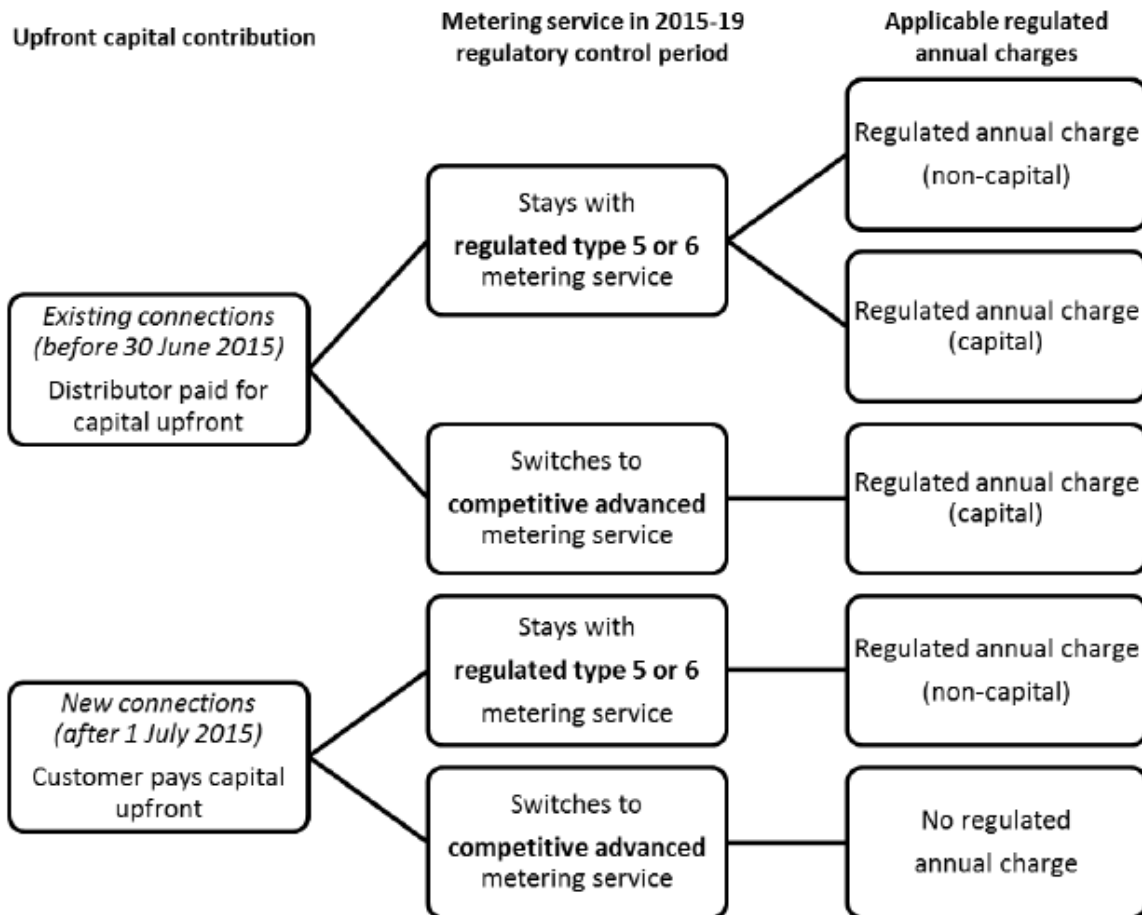 Upfront capital contribution
Metering service in 2015-19
regulatory control period
Applicable regulated
annual charges
Existing connections
(before 30 June 2015)
Distributor paid for
capital upfront
Stays with
regulated type 5 or 6
metering service
Regulated annual charge
(non-capital)
Regulated annual charge
(capital)
Switches to
competitive advanced
metering service
Regulated annual charge
(capital)
New connections
(after 1 July 2015)
Customer pays capital
upfront
Stays with
regulated type 5 or 6
metering service
Regulated annual charge
(non-capital)
Switches to
competitive advanced
metering service
No regulated
annual charge